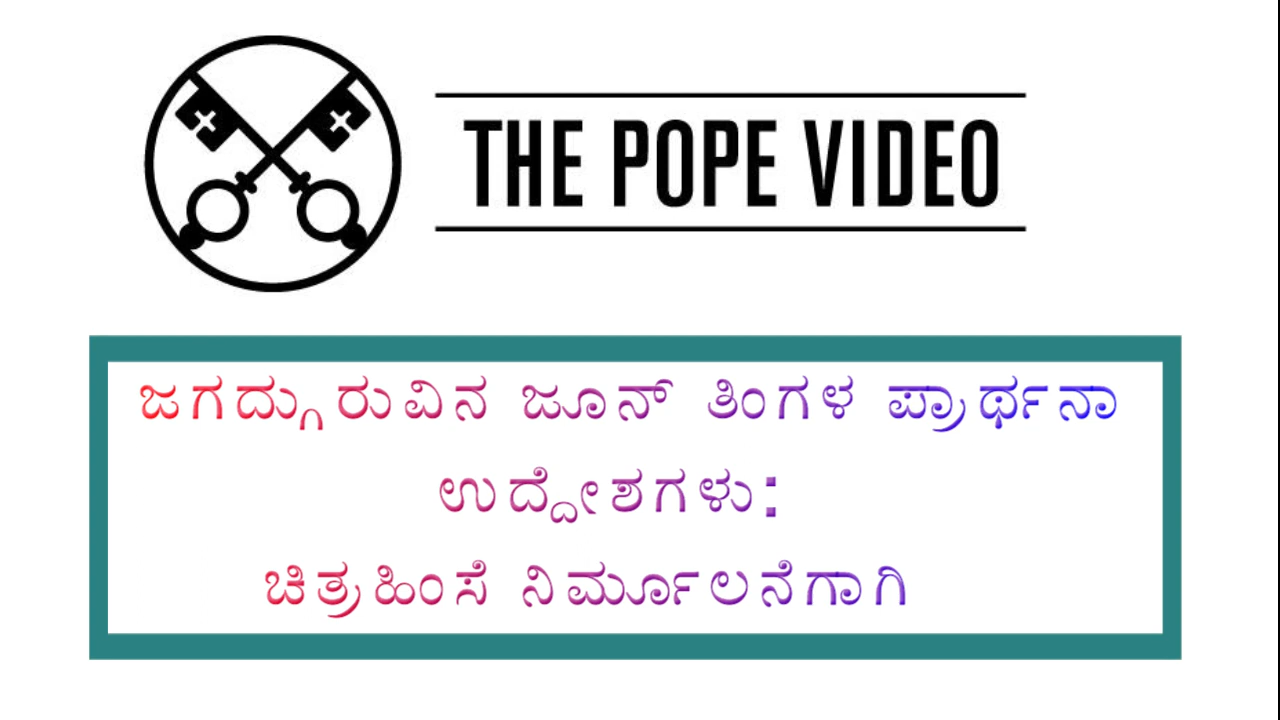 THE POPE VIDEO
ಜಗದ್ಗುರುವಿನ ಜೂನ್ ತಿಂಗಳ ಪ್ರಾರ್ಥನಾ
ಉದ್ದೇಶಗಳು:
ಚಿತ್ರಹಿಂಸೆ ನಿರ್ಮೂಲನೆಗಾಗಿ